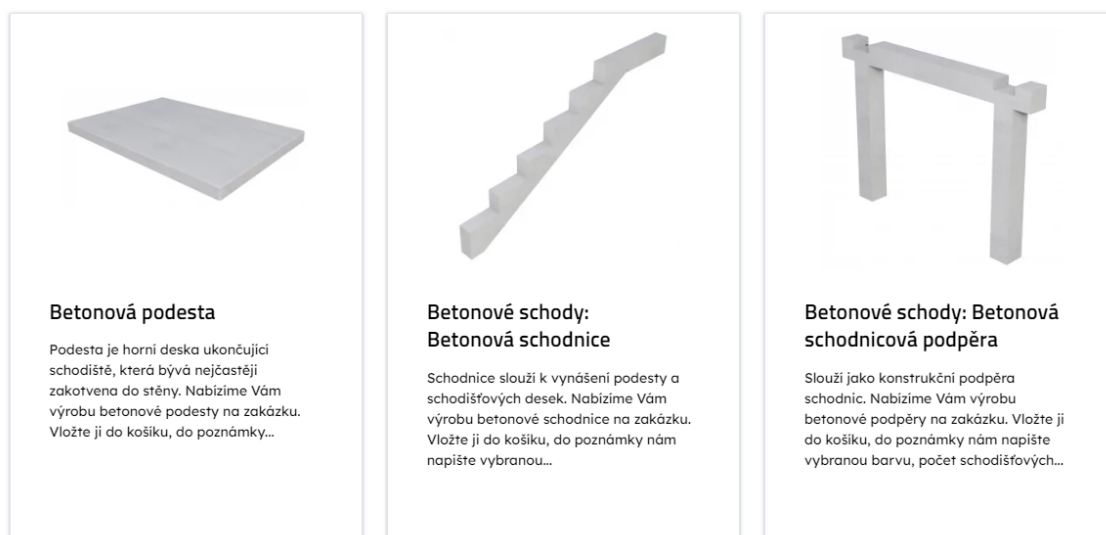 Betonová podesta
Podesta je horní deska ukončující
schodiště, která bývá nejčastěji
zakotvena do stěny. Nabízíme Vám
výrobu betonové podesty na zakázku.
Vložte ji do košíku, do poznámky...
Betonové schody:
Betonová schodnice
Schodnice slouží k vynášení podesty a
schodišťových desek. Nabízíme Vám
výrobu betonové schodnice na zakázku.
Vložte ji do košíku, do poznámky nám
napište vybranou...
Betonové schody: Betonová
schodnicová podpěra
Slouží jako konstrukční podpěra
schodnic. Nabízíme Vám výrobu
betonové podpěry na zakázku. Vložte ji
do košíku, do poznámky nám napište
vybranou barvu, počet schodišťových...